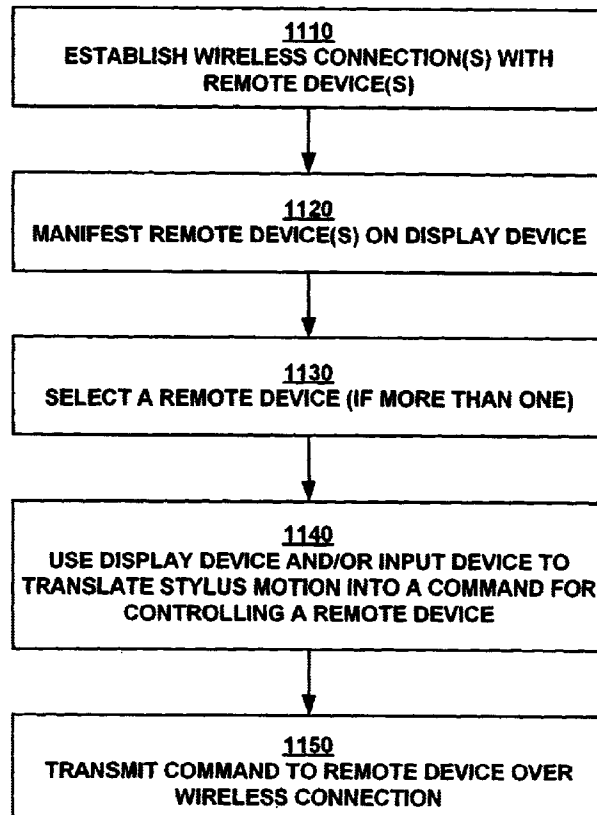 1110
ESTABLISH WIRELESS CONNECTION(S) WITH
REMOTE DEVICE(S)
1120
MANIFEST REMOTE DEVICE(S) ON DISPLAY DEVICE
1130
SELECT A REMOTE DEVICE (IF MORE THAN ONE)
1140
USE DISPLAY DEVICE AND/OR INPUT DEVICE TO
TRANSLATE STYLUS MOTION INTO A COMMAND FOR
CONTROLLING A REMOTE DEVICE
1150
TRANSMIT COMMAND TO REMOTE DEVICE OVER
WIRELESS CONNECTION